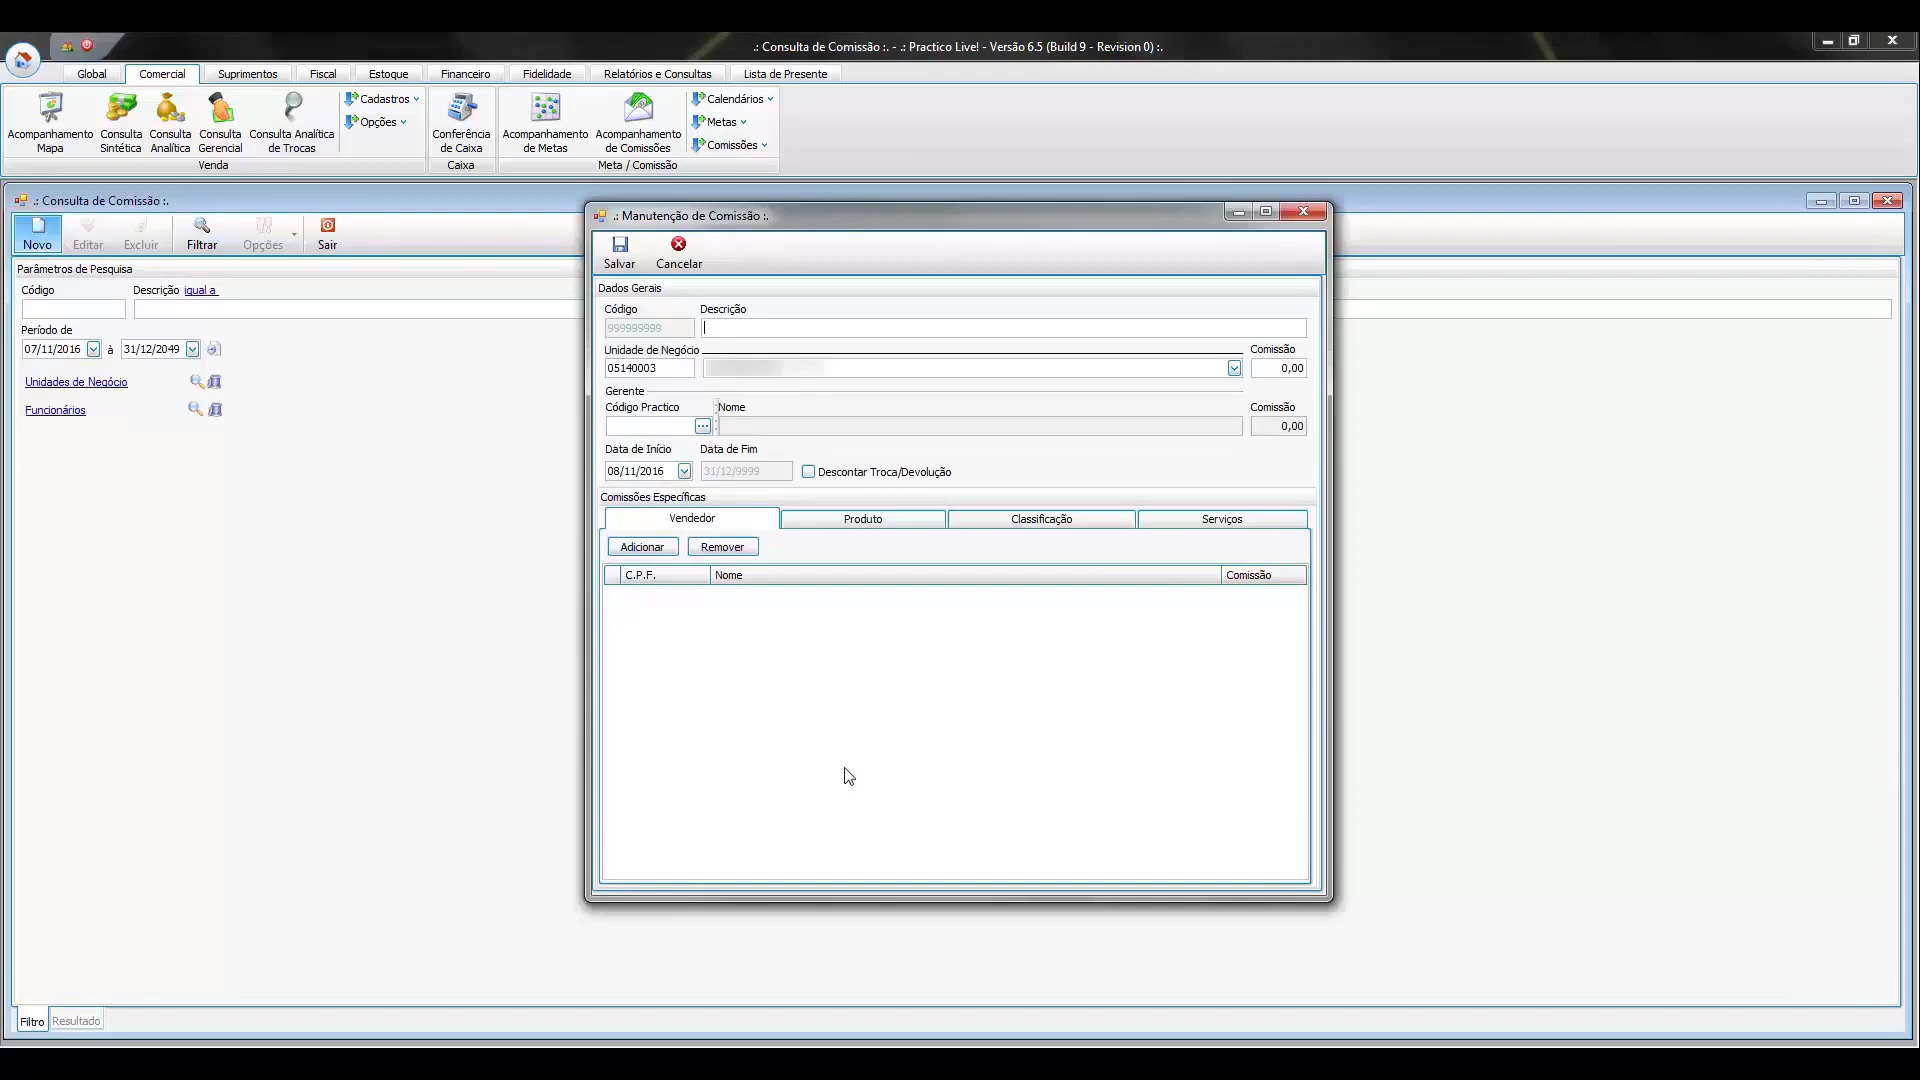 .: Consulta de Comissão :. - .: Practico Live! - Versão 6.5 (Build 9 - Revision 0) :.
Global Comercial Suprimentos Fiscal Estoque Financeiro Fidelidade Relatórios e Consultas Lista de Presente
Acompanhamento Mapa
Consulta Sintética
Consulta Analítica
Consulta Gerencial
Consulta Analítica de Trocas
Cadastros
Opções
Venda
Conferência de Caixa
Caixa
Acompanhamento de Metas
Acompanhamento de Comissões
Calendários
Metas
Comissões
Meta / Comissão
.: Consulta de Comissão :.
Novo Editar Excluir Filtrar Opções Sair
Parâmetros de Pesquisa
Código Descrição igual a
Período de
07/11/2016 à 31/12/2049
Unidades de Negócio
Funcionários
.: Manutenção de Comissão :.
Salvar Cancelar
Dados Gerais
Código Descrição
999999999
Unidade de Negócio Comissão
05140003 0,00
Gerente
Código Practico Nome Comissão
... 0,00
Data de Início Data de Fim
08/11/2016 31/12/9999 Descontar Troca/Devolução
Comissões Específicas
Vendedor Produto Classificação Serviços
Adicionar Remover
C.P.F. Nome Comissão
Filtro Resultado